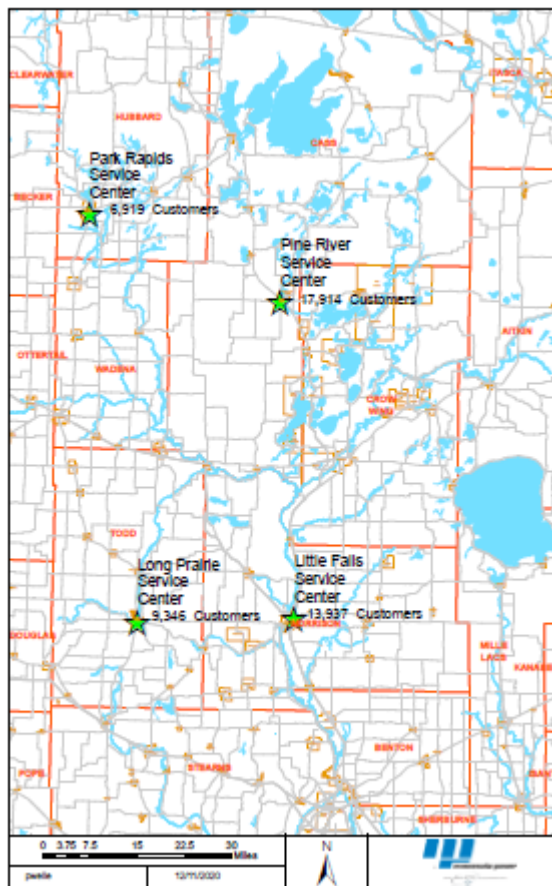 CLEARWATER
ITASCA
HUBBARD
CASS
Park Rapids
Service
Center
BECKER
6,919 Customers
Pine River
Service
Center
17,914 Customers
AITKIN
OTTERTAIL
WADENA
CROW
WING
TODD
Long Prairie
Service
Center
9,346 Customers
Little Falls
Service
Center
13,937 Customers
MORRISON
DOUGLAS
MILLE
LACS
BENTON
POPE
STEARNS
SHERBURNE
0 3.75 7.5 15 22.5 30
Miles
N
12/11/2020